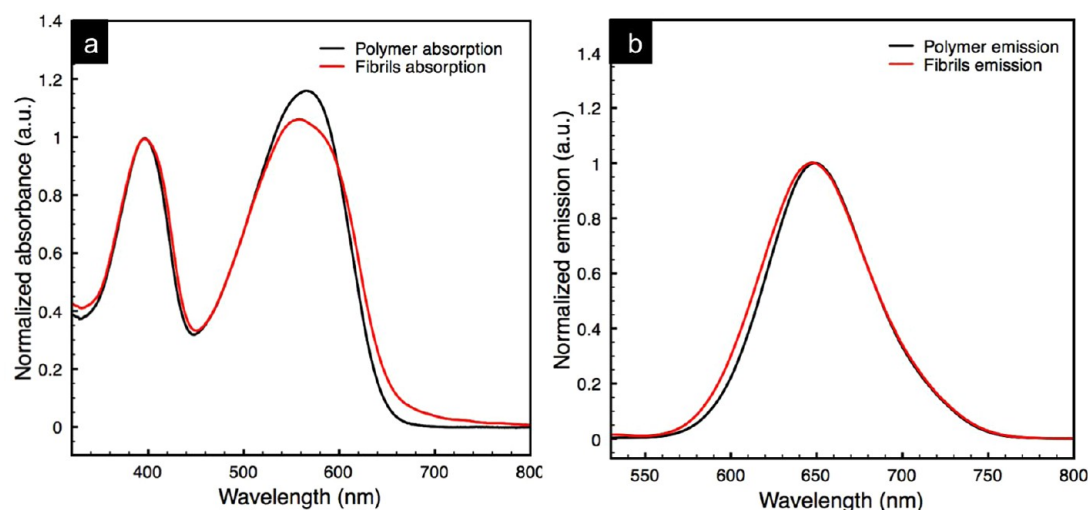 a
Polymer absorption
Fibrils absorption
Normalized absorbance (a.u.)
1.4
1.2
1
0.8
0.6
0.4
0.2
0
400
500
600
700
800
Wavelength (nm)
b
Polymer emission
Fibrils emission
Normalized emission (a.u.)
1.4
1.2
1
0.8
0.6
0.4
0.2
0
550
600
650
700
750
800
Wavelength (nm)